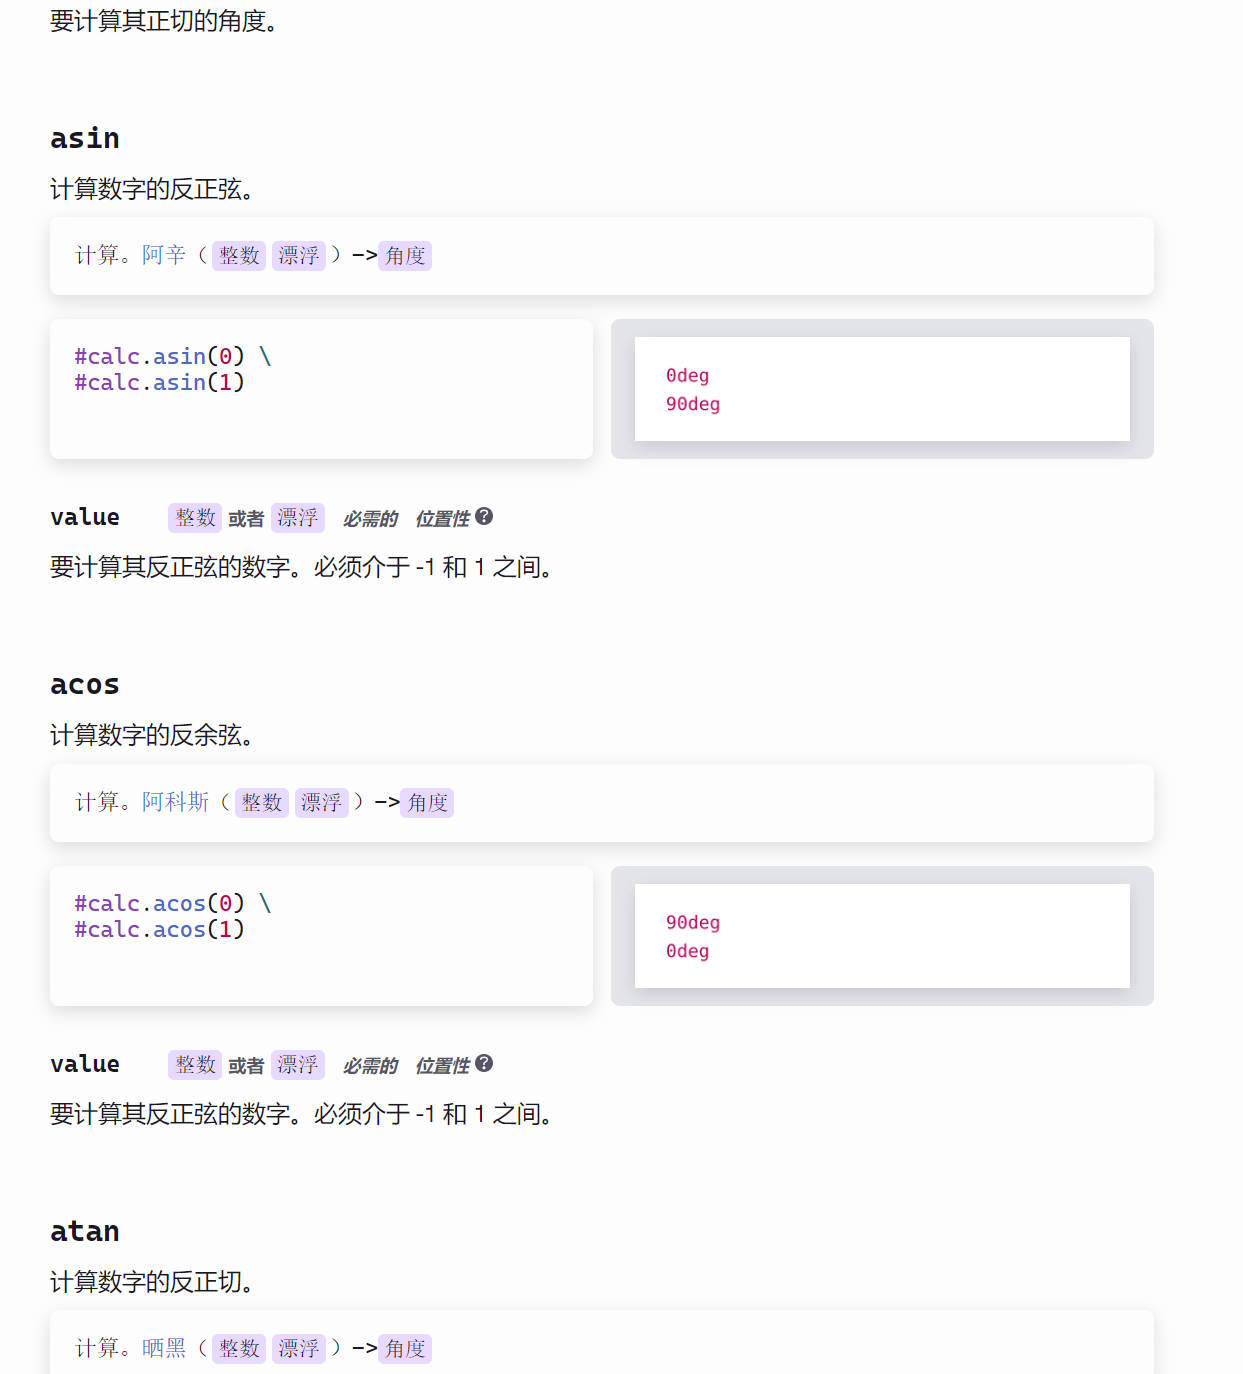 要计算其正切的角度。
asin
计算数字的反正弦。
计算。阿辛（ 整数 漂浮 ）->角度
#calc.asin(0) \
#calc.asin(1)
0deg
90deg
value 整数 或者 漂浮 必需的 位置性 ?
要计算其反正弦的数字。必须介于 -1 和 1 之间。
acos
计算数字的反余弦。
计算。阿科斯（ 整数 漂浮 ）->角度
#calc.acos(0) \
#calc.acos(1)
90deg
0deg
value 整数 或者 漂浮 必需的 位置性 ?
要计算其反正弦的数字。必须介于 -1 和 1 之间。
atan
计算数字的反正切。
计算。晒黑（ 整数 漂浮 ）->角度